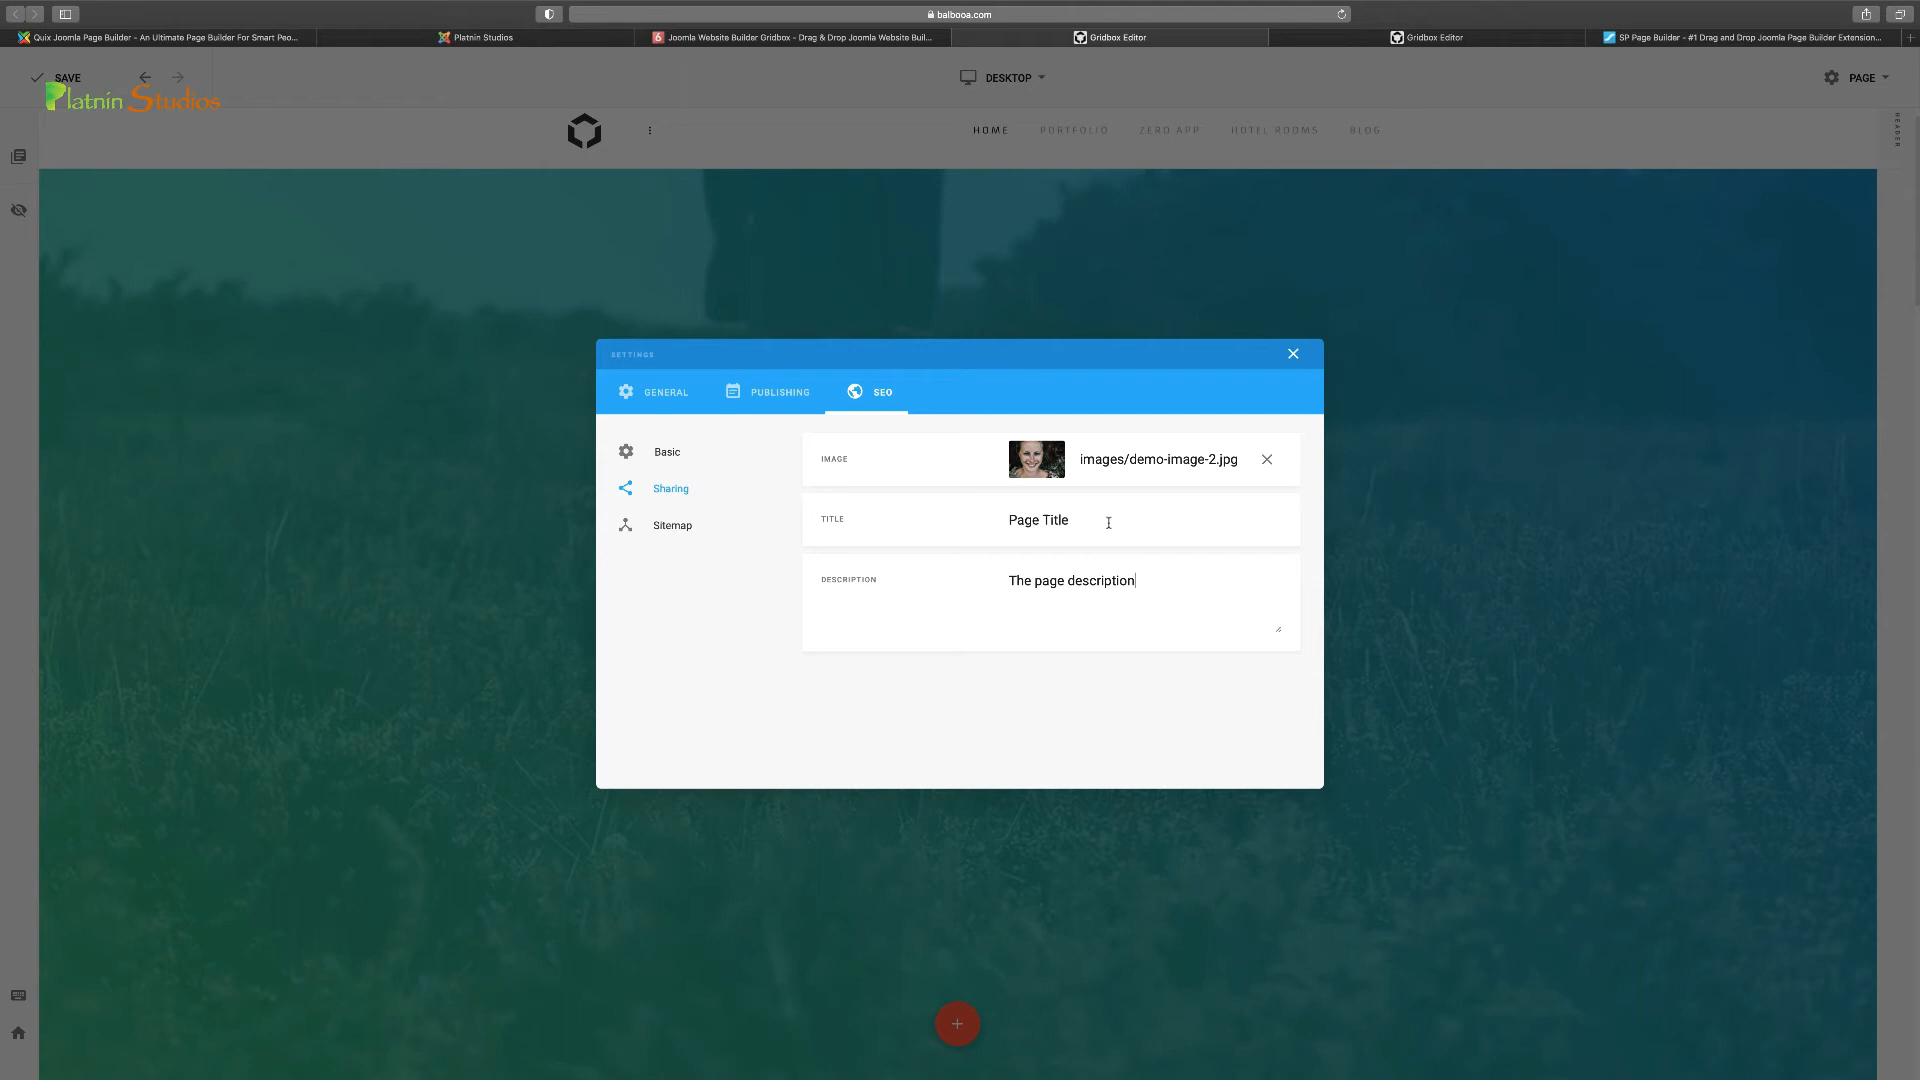 balbooa.com
Quix Joomla Page Builder - An Ultimate Page Builder For Smart Peo...
Platnin Studios
Joomla Website Builder Gridbox - Drag & Drop Joomla Website Buil...
Gridbox Editor
Gridbox Editor
SP Page Builder - #1 Drag and Drop Joomla Page Builder Extension...
SAVE
DESKTOP
PAGE
Platnin Studios
HOME
PORTFOLIO
ZERO APP
HOTEL ROOMS
BLOG
HEADER
SETTINGS
GENERAL
PUBLISHING
SEO
Basic
Sharing
Sitemap
IMAGE
images/demo-image-2.jpg
TITLE
Page Title
DESCRIPTION
The page description